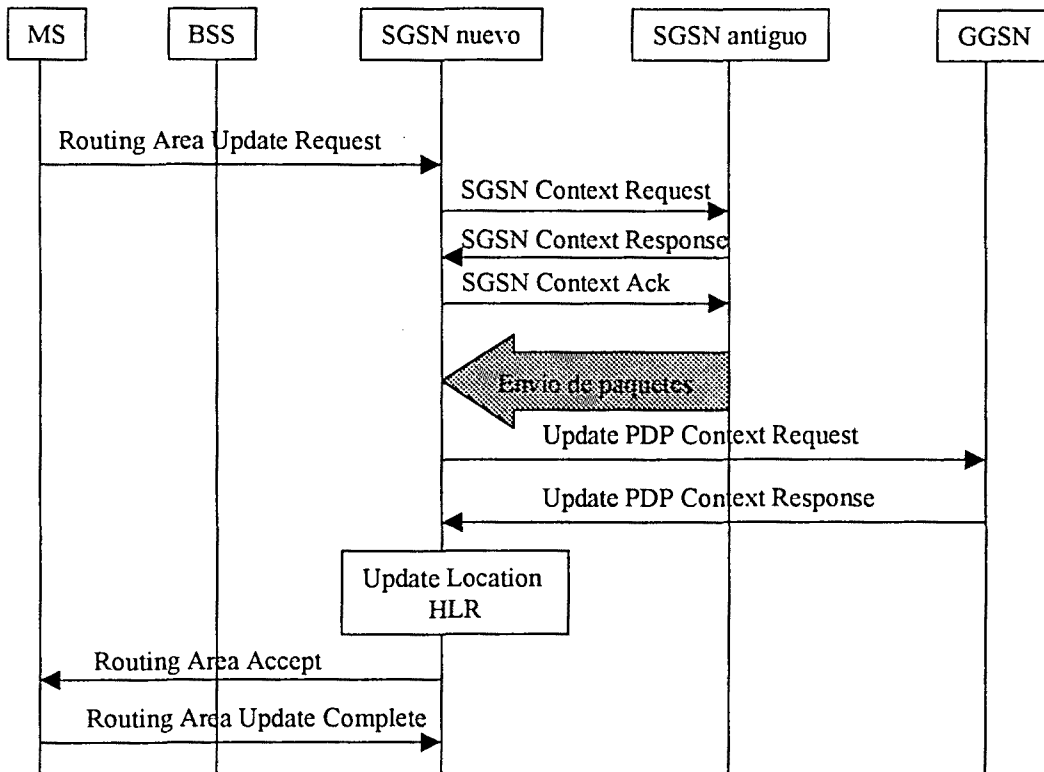 MS
BSS
SGSN nuevo
SGSN antiguo
GGSN
Routing Area Update Request
SGSN Context Request
SGSN Context Response
SGSN Context Ack
Envío de paquetes
Update PDP Context Request
Update PDP Context Response
Update Location
HLR
Routing Area Accept
Routing Area Update Complete